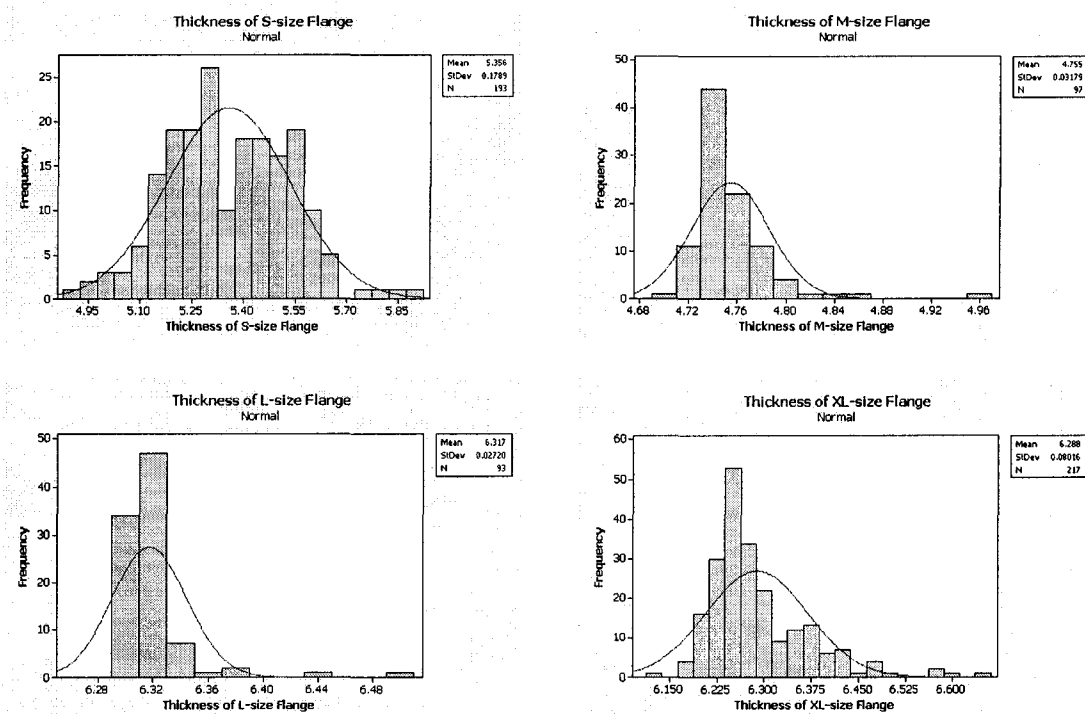 Thickness of S-size Flange
Normal
Mean 5.356
StDev 0.1789
N 193
Frequency
25
20
15
10
5
0
4.95 5.10 5.25 5.40 5.55 5.70 5.85
Thickness of S-size Flange
Thickness of M-size Flange
Normal
Mean 4.755
StDev 0.03179
N 97
Frequency
50
40
30
20
10
0
4.68 4.72 4.76 4.80 4.84 4.88 4.92 4.96
Thickness of M-size Flange
Thickness of L-size Flange
Normal
Mean 6.317
StDev 0.02720
N 93
Frequency
50
40
30
20
10
0
6.28 6.32 6.36 6.40 6.44 6.48
Thickness of L-size Flange
Thickness of XL-size Flange
Normal
Mean 6.288
StDev 0.08016
N 217
Frequency
60
50
40
30
20
10
0
6.150 6.225 6.300 6.375 6.450 6.525 6.600
Thickness of XL-size Flange